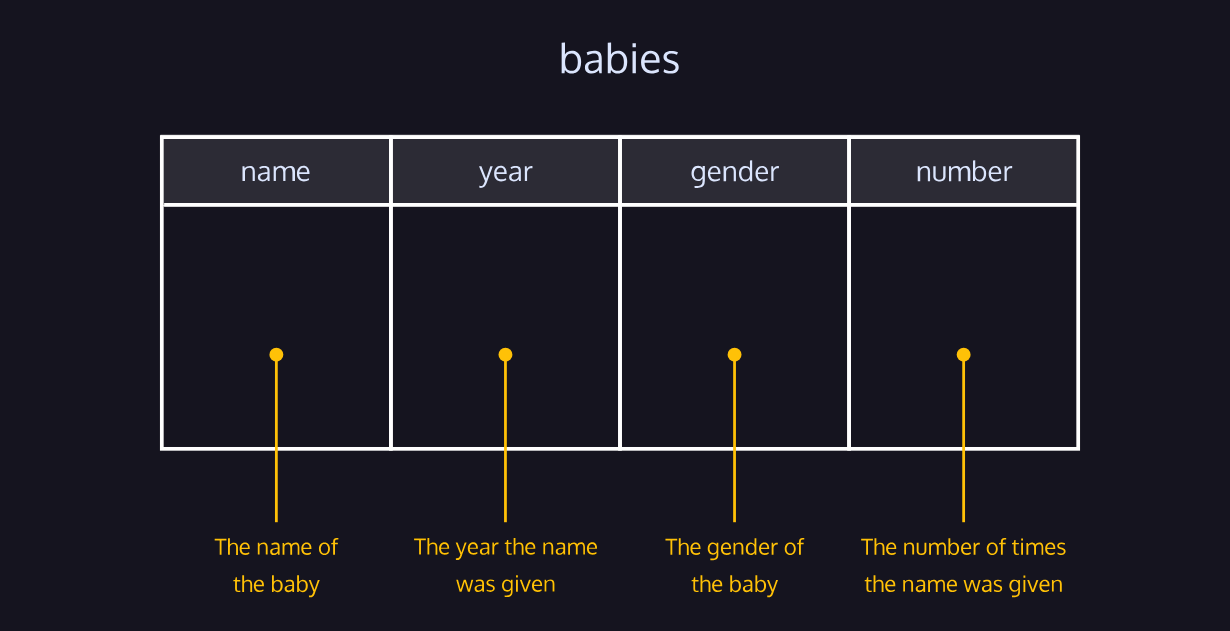 babies
name year gender number
The name of
the baby
The year the name
was given
The gender of
the baby
The number of times
the name was given